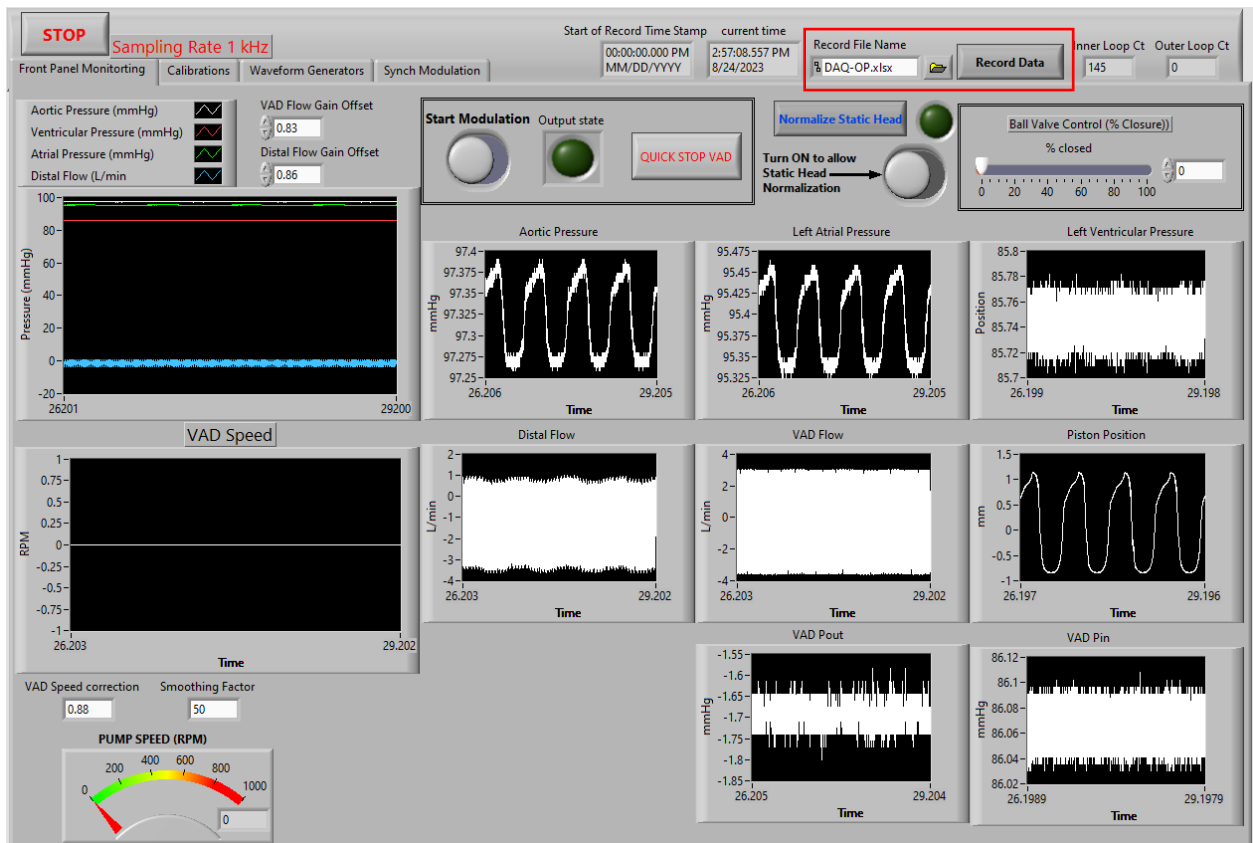 STOP
Sampling Rate 1 kHz
Start of Record Time Stamp
00:00:00.000 PM
MM/DD/YYYY
current time
2:57:08.557 PM
8/24/2023
Record File Name
DAQ-OP.xlsx
Record Data
Inner Loop Ct
145
Outer Loop Ct
0
Front Panel Monitorting
Calibrations
Waveform Generators
Synch Modulation
Aortic Pressure (mmHg)
Ventricular Pressure (mmHg)
Atrial Pressure (mmHg)
Distal Flow (L/min
VAD Flow Gain Offset
0.83
Distal Flow Gain Offset
0.86
Start Modulation
Output state
QUICK STOP VAD
Normalize Static Head
Turn ON to allow
Static Head
Normalization
Ball Valve Control (% Closure))
% closed
0 20 40 60 80 100
0
Pressure (mmHg)
100
80
60
40
20
0
-20
26201
29200
Aortic Pressure
mmHg
97.4
97.375
97.35
97.325
97.3
97.275
97.25
26.206
29.205
Time
Left Atrial Pressure
mmHg
95.475
95.45
95.425
95.4
95.375
95.35
95.325
26.206
29.205
Time
Left Ventricular Pressure
Position
85.8
85.78
85.76
85.74
85.72
85.7
26.199
29.198
Time
VAD Speed
RPM
1
0.75
0.5
0.25
0
-0.25
-0.5
-0.75
-1
26.203
29.202
Time
Distal Flow
L/min
2
1
0
-1
-2
-3
-4
26.203
29.202
Time
VAD Flow
L/min
4
2
0
-2
-4
26.203
29.202
Time
Piston Position
mm
1.5
1
0.5
0
-0.5
-1
26.197
29.196
Time
VAD Pout
mmHg
-1.55
-1.6
-1.65
-1.7
-1.75
-1.8
-1.85
26.205
29.204
Time
VAD Pin
mmHg
86.12
86.1
86.08
86.06
86.04
86.02
26.1989
29.1979
Time
VAD Speed correction
0.88
Smoothing Factor
50
PUMP SPEED (RPM)
0 200 400 600 800 1000
0